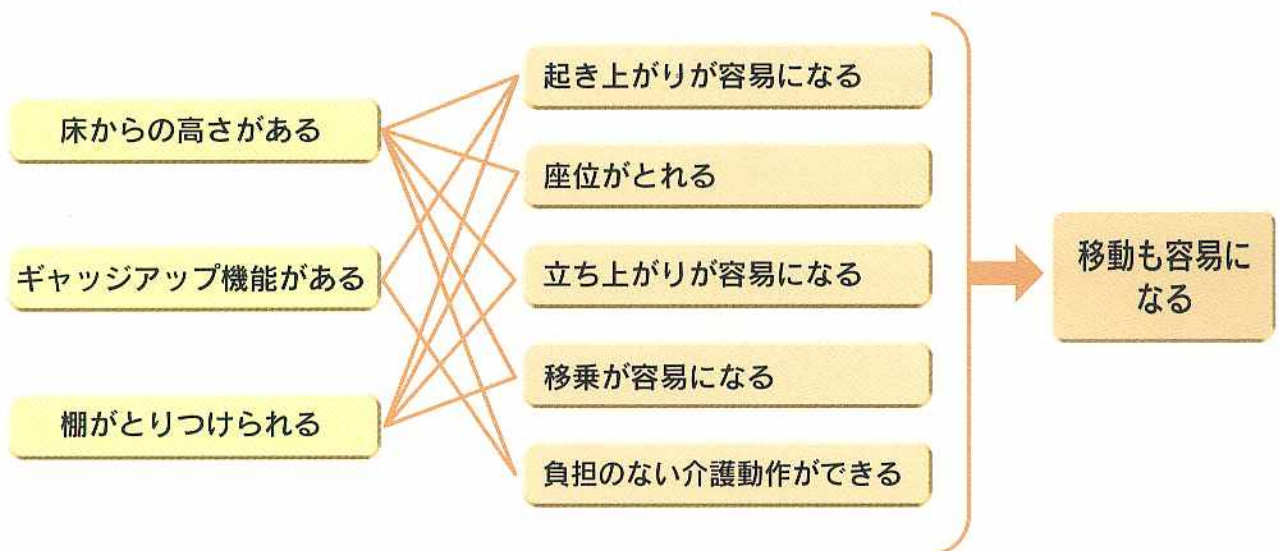 床からの高さがある
ギャッジアップ機能がある
棚がとりつけられる
起き上がりが容易になる
座位がとれる
立ち上がりが容易になる
移乗が容易になる
負担のない介護動作ができる
移動も容易に
なる